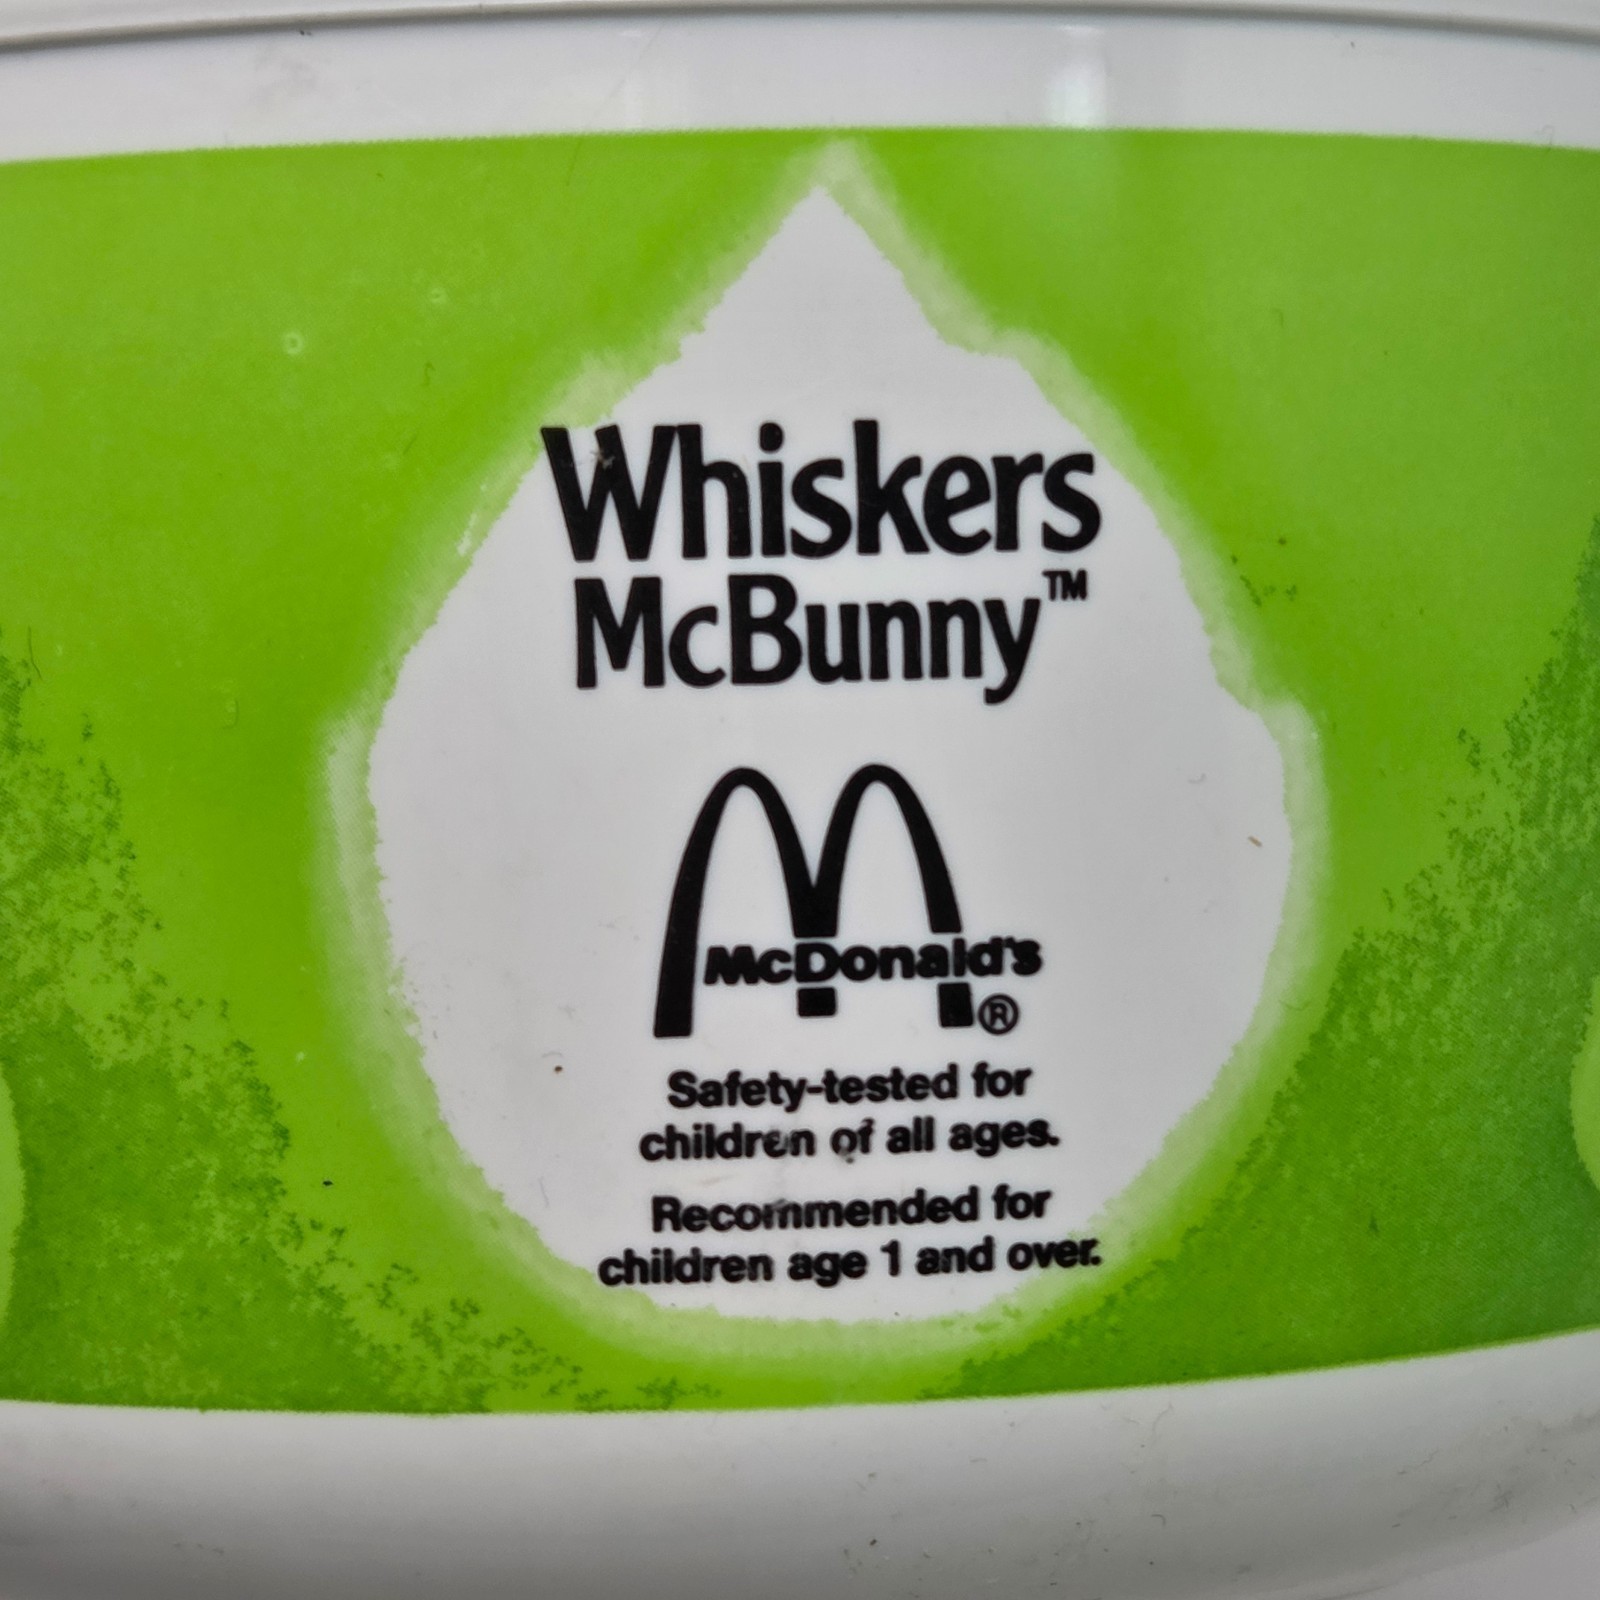 Whiskers
McBunny™
McDonald's
®
Safety-tested for
children of all ages.
Recommended for
children age 1 and over.